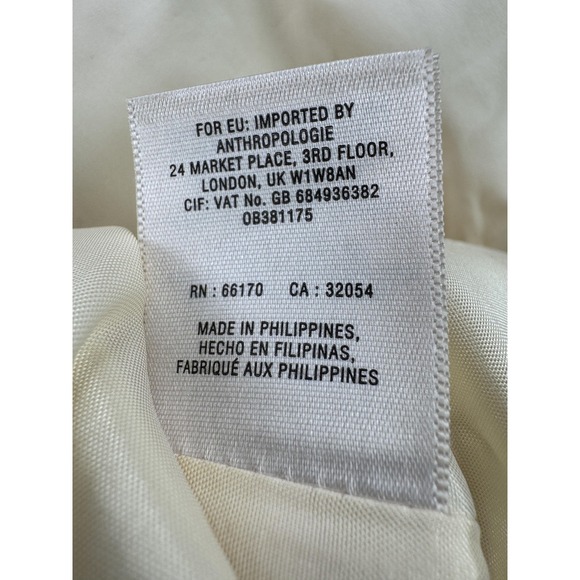 FOR EU: IMPORTED BY
ANTHROPOLOGIE
24 MARKET PLACE, 3RD FLOOR,
LONDON, UK W1W8AN
CIF: VAT No. GB 684936382
OB381175
RN : 66170 CA : 32054
MADE IN PHILIPPINES,
HECHO EN FILIPINAS,
FABRIQUÉ AUX PHILIPPINES